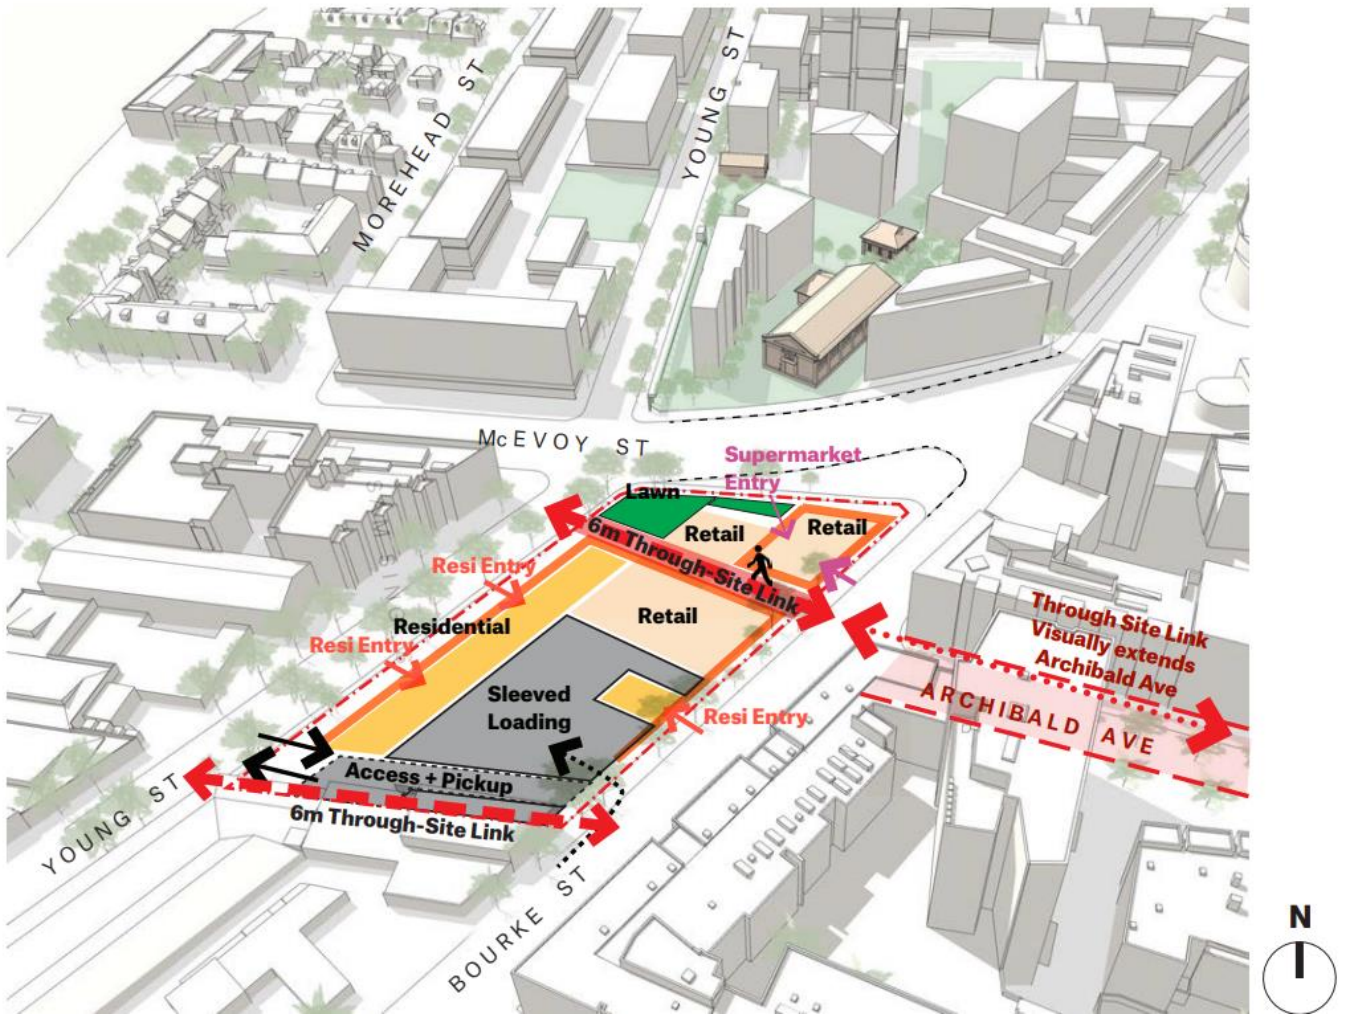 YOUNG ST
MOREHEAD ST
McEVOY ST
Supermarket
Entry
Lawn
Retail
Retail
6m Through-Site Link
Resi Entry
Retail
Residential
Resi Entry
Through Site Link
Visually extends
Archibald Ave
ARCHIBALD AVE
Sleeved
Loading
Resi Entry
Access + Pickup
6m Through-Site Link
YOUNG ST
BOURKE ST
N